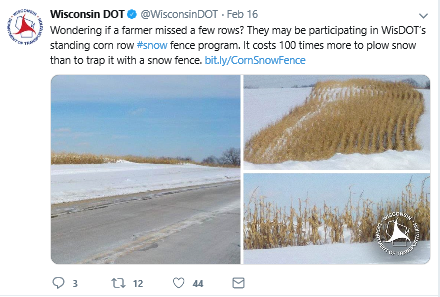 Wisconsin DOT @WisconsinDOT · Feb 16
Wondering if a farmer missed a few rows? They may be participating in WisDOT's
standing corn row #snow fence program. It costs 100 times more to plow snow
than to trap it with a snow fence. bit.ly/CornSnowFence
3 12 44